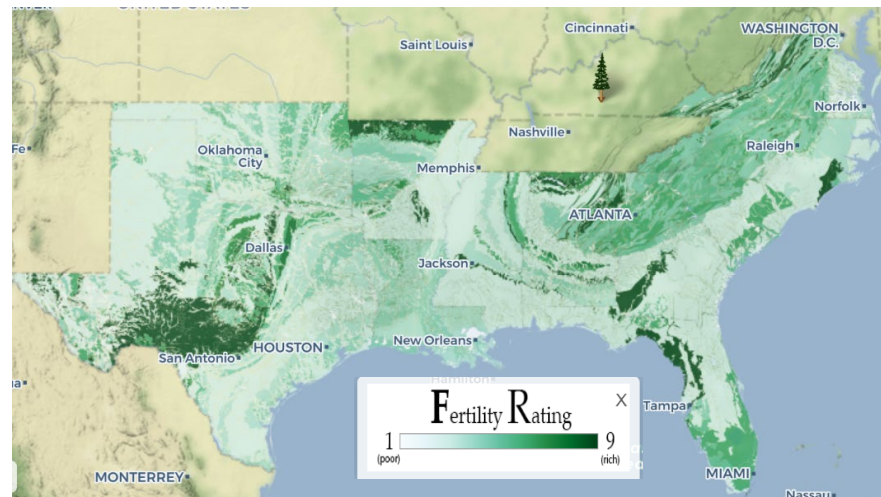 UNITED STATES
Cincinnati
WASHINGTON
D.C.
Saint Louis
Norfolk
Nashville
Raleigh
Fe
Oklahoma
City
Memphis
ATLANTA
Dallas
Jackson
New Orleans
HOUSTON
San Antonio
Hamilton
Fertility Rating
X
1
9
(poor)
(rich)
Tampa
MONTERREY
MIAMI
Nassau